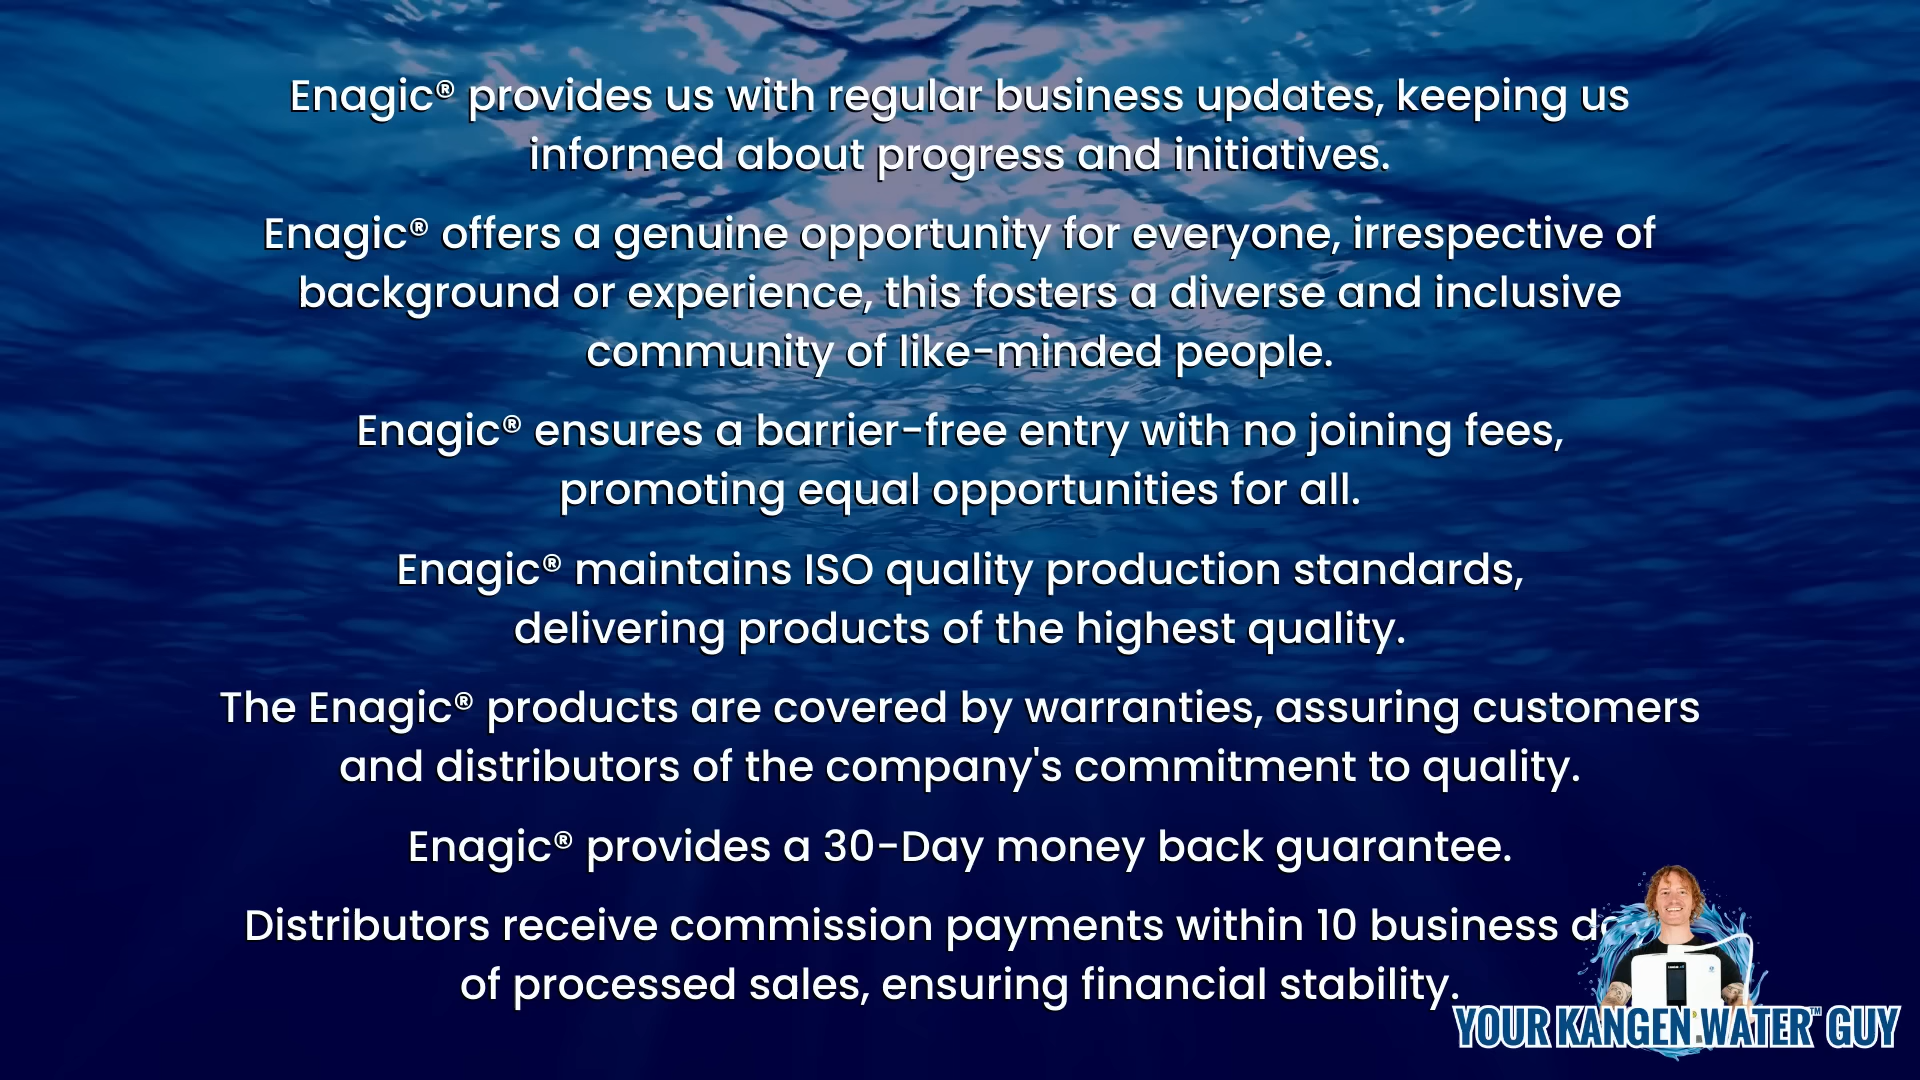 Enagic® provides us with regular business updates, keeping us
informed about progress and initiatives.
Enagic® offers a genuine opportunity for everyone, irrespective of
background or experience, this fosters a diverse and inclusive
community of like-minded people.
Enagic® ensures a barrier-free entry with no joining fees,
promoting equal opportunities for all.
Enagic® maintains ISO quality production standards,
delivering products of the highest quality.
The Enagic® products are covered by warranties, assuring customers
and distributors of the company's commitment to quality.
Enagic® provides a 30-Day money back guarantee.
Distributors receive commission payments within 10 business
of processed sales, ensuring financial stability.
YOUR KANGEN WATER™ GUY